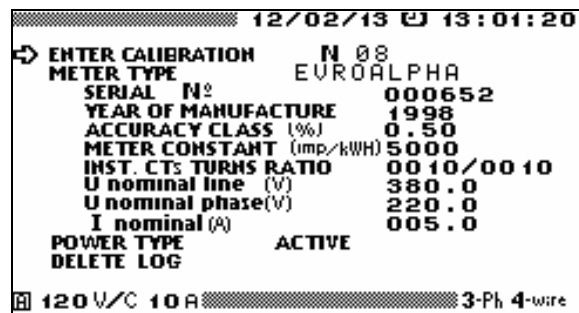 12/02/13 13:01:20
ENTER CALIBRATION N 08
METER TYPE EVROALPHA
SERIAL Nº 000652
YEAR OF MANUFACTURE 1998
ACCURACY CLASS (%) 0.50
METER CONSTANT (imp/kWH) 5000
INST. CTs TURNS RATIO 0010/0010
U nominal line (V) 380.0
U nominal phase(V) 220.0
I nominal (A) 005.0
POWER TYPE ACTIVE
DELETE LOG
A 120 V/C 10 A 3-Ph 4-wire